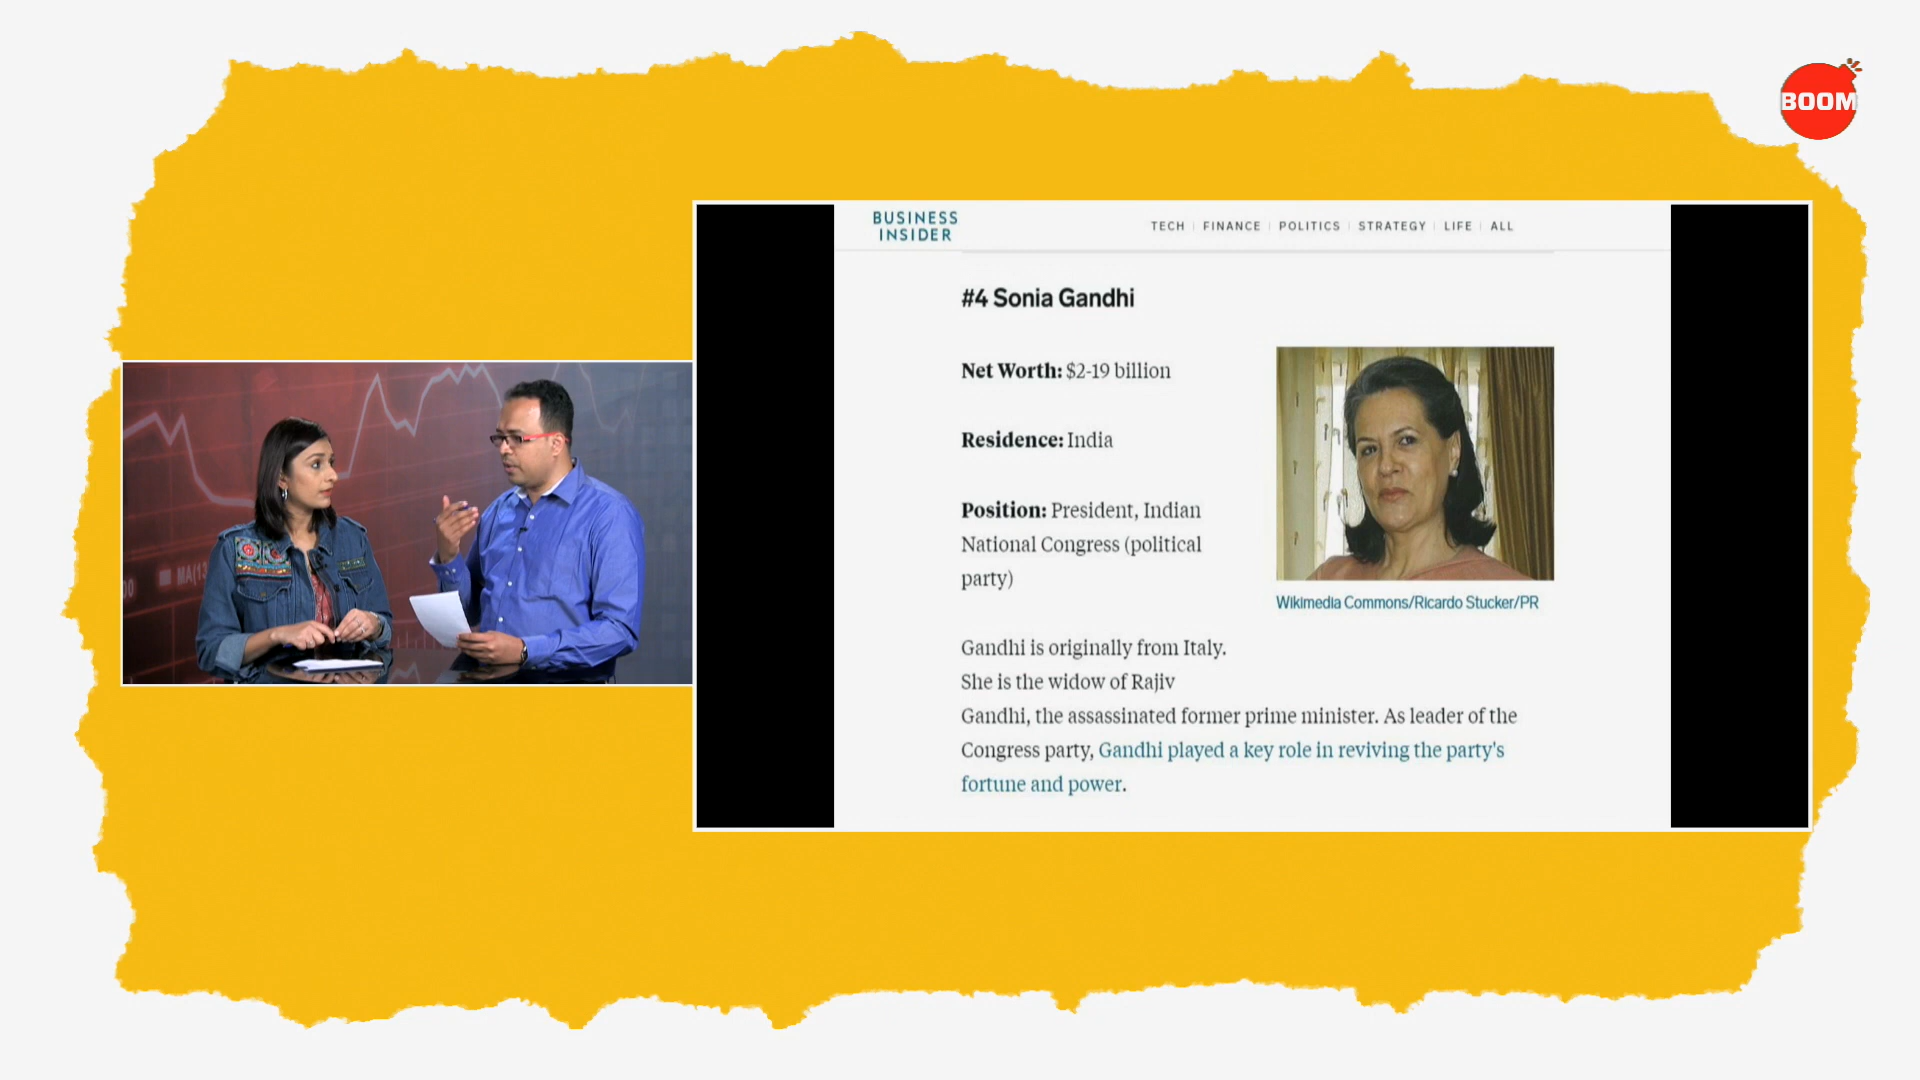 BOOM
BUSINESS
INSIDER
TECH | FINANCE | POLITICS | STRATEGY | LIFE | ALL
#4 Sonia Gandhi
Net Worth: $2-19 billion
Residence: India
Position: President, Indian
National Congress (political
party)
Wikimedia Commons/Ricardo Stucker/PR
Gandhi is originally from Italy.
She is the widow of Rajiv
Gandhi, the assassinated former prime minister. As leader of the
Congress party, Gandhi played a key role in reviving the party's
fortune and power.
MA(13